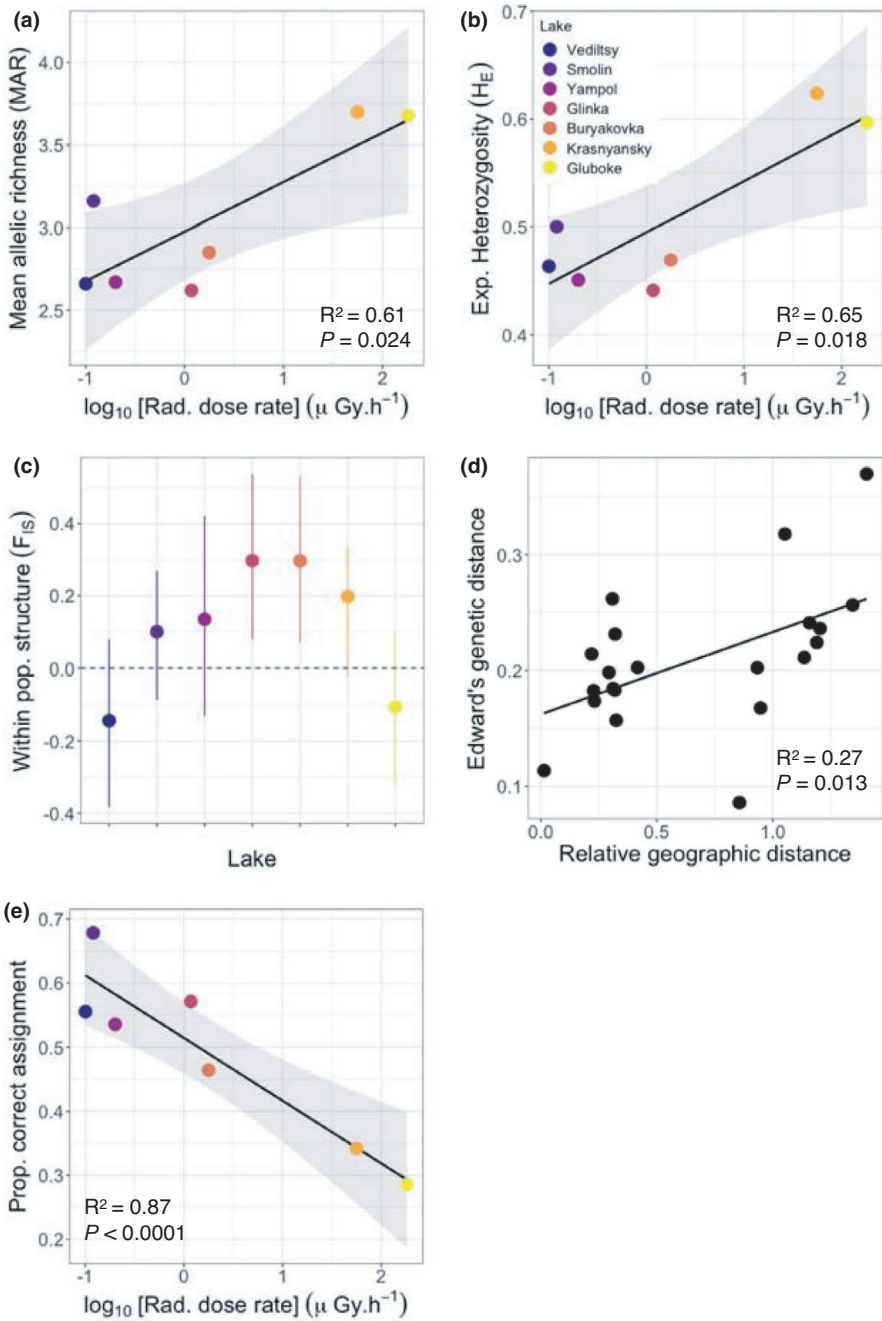 (a)
Mean allelic richness (MAR)
4.0
3.5
3.0
2.5
R² = 0.61
P = 0.024
-1
0
1
2
log₁₀ [Rad. dose rate] (μ Gy.h⁻¹)
(b)
Exp. Heterozygosity (H_E)
0.7
0.6
0.5
0.4
Lake
Vediltsy
Smolin
Yampol
Glinka
Buryakovka
Krasnyansky
Gluboke
R² = 0.65
P = 0.018
-1
0
1
2
log₁₀ [Rad. dose rate] (μ Gy.h⁻¹)
(c)
Within pop. structure (F_IS)
0.4
0.2
0.0
-0.2
-0.4
Lake
(d)
Edward's genetic distance
0.3
0.2
0.1
R² = 0.27
P = 0.013
0.0
0.5
1.0
Relative geographic distance
(e)
Prop. correct assignment
0.7
0.6
0.5
0.4
0.3
0.2
R² = 0.87
P < 0.0001
-1
0
1
2
log₁₀ [Rad. dose rate] (μ Gy.h⁻¹)